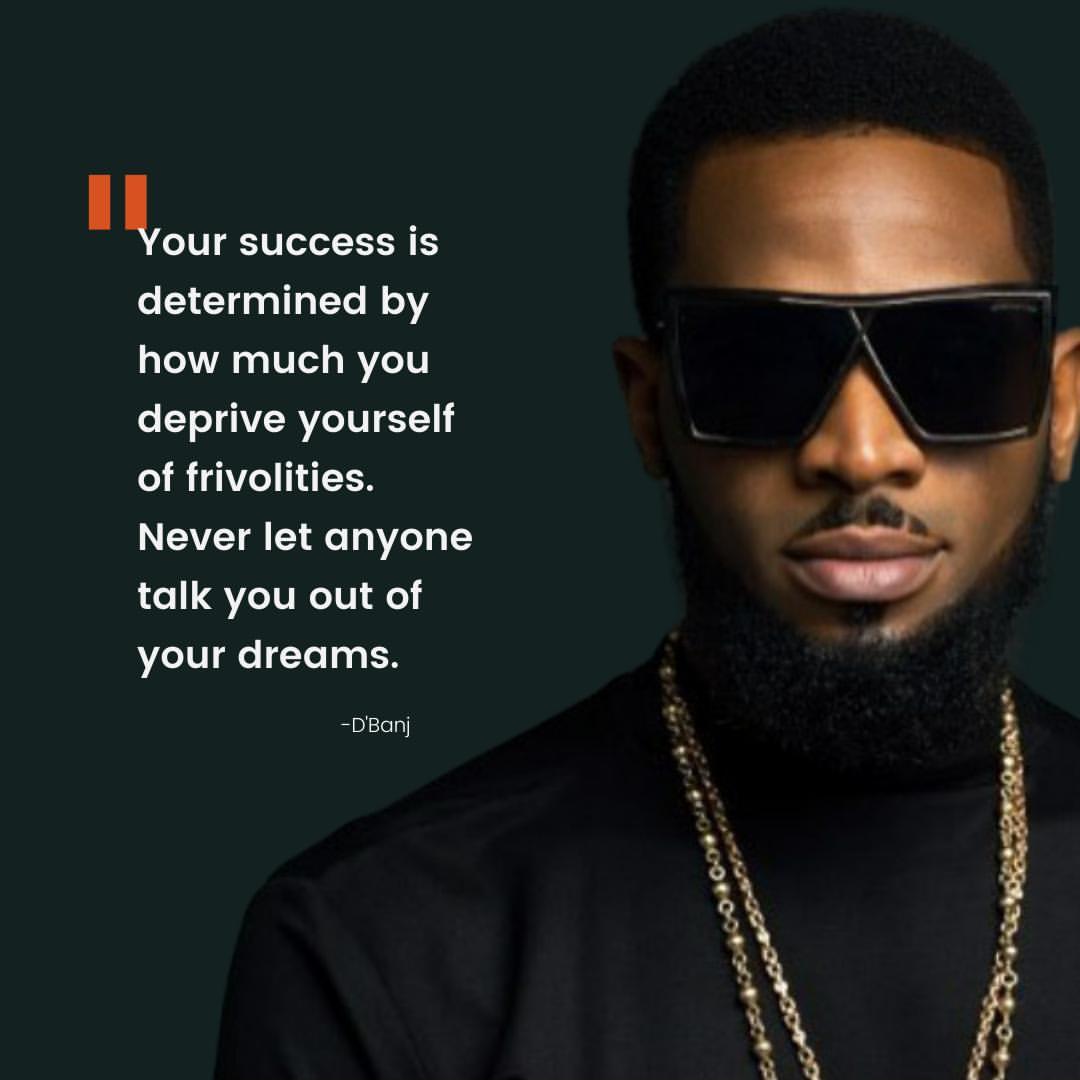 Your success is
determined by
how much you
deprive yourself
of frivolities.
Never let anyone
talk you out of
your dreams.
-D'Banj